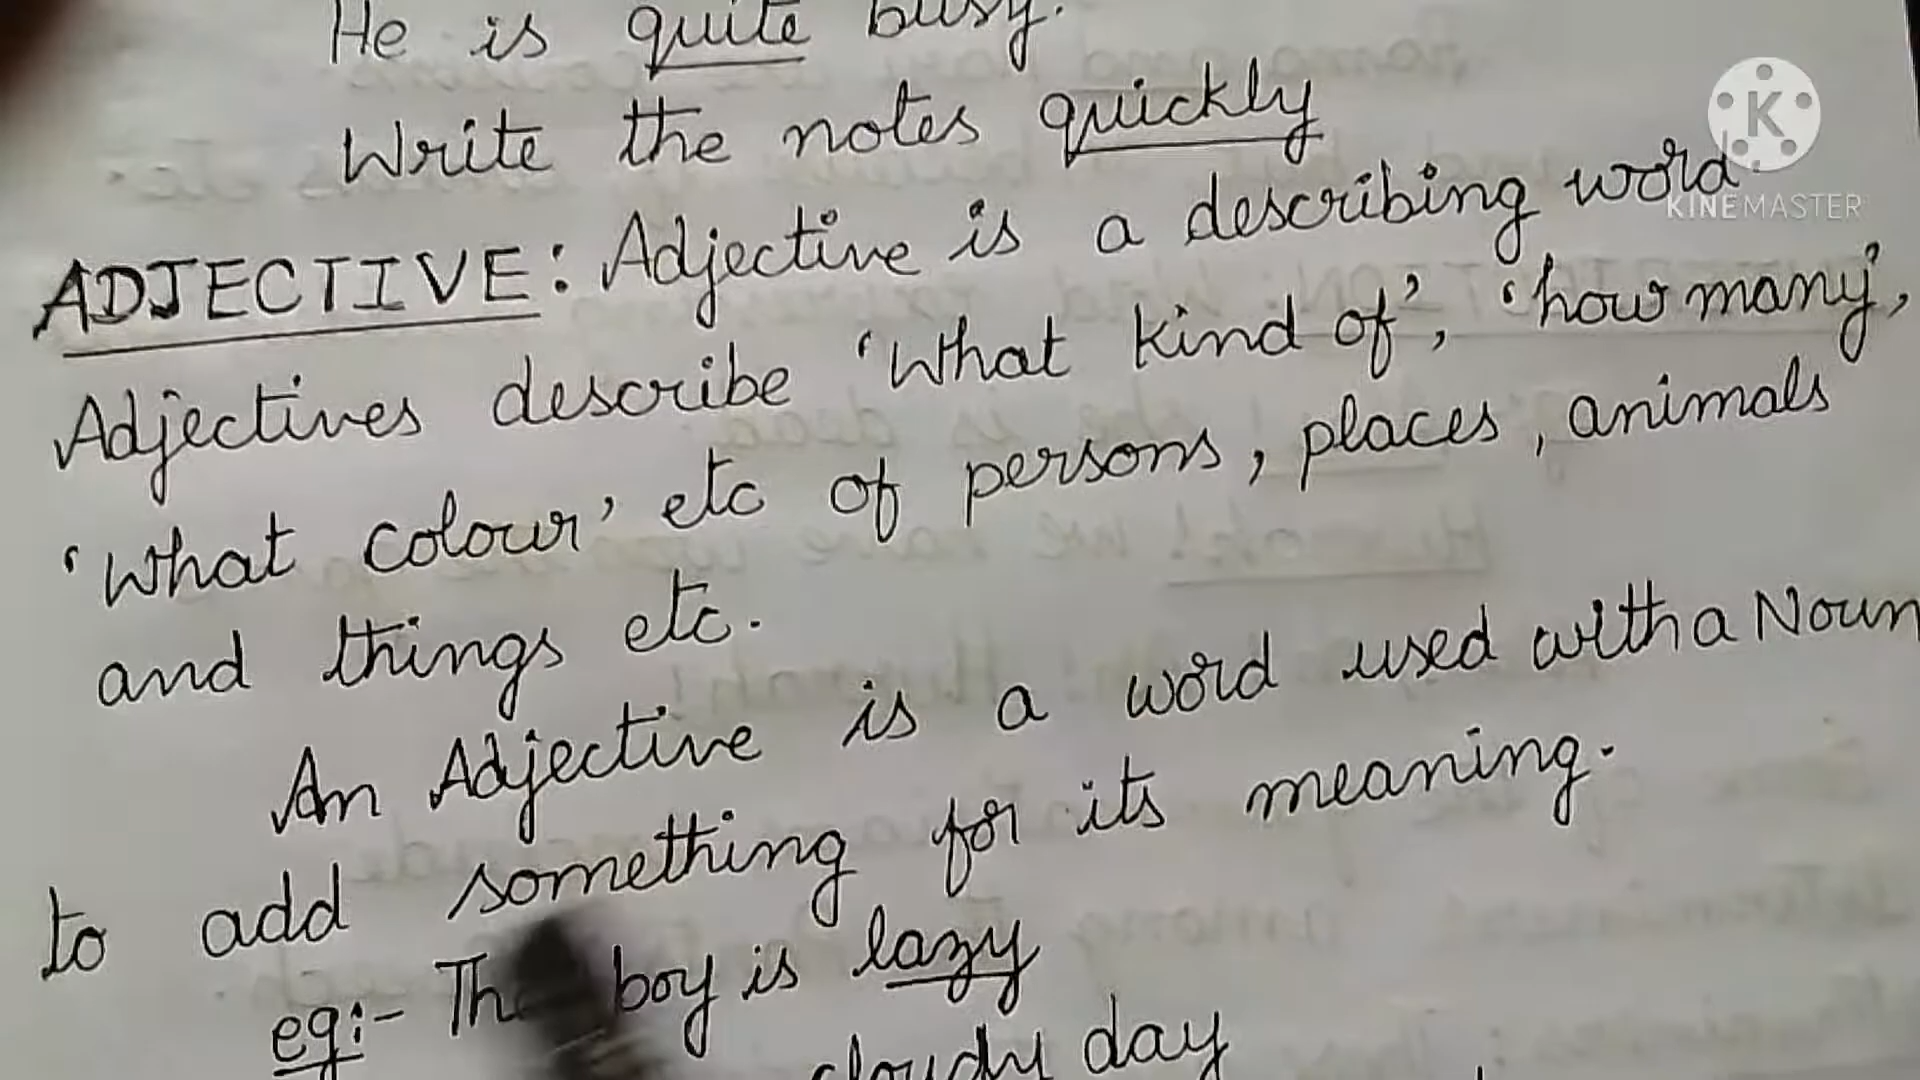 He is quite busy.
Write the notes quickly
ADJECTIVE: Adjective is a describing word.
Adjectives describe 'What kind of', 'how many',
'What colour' etc of persons, places, animals
and things etc.
An Adjective is a word used with a Noun
to add something for its meaning.
eg:- The boy is lazy
cloudy day
K
KINEMASTER